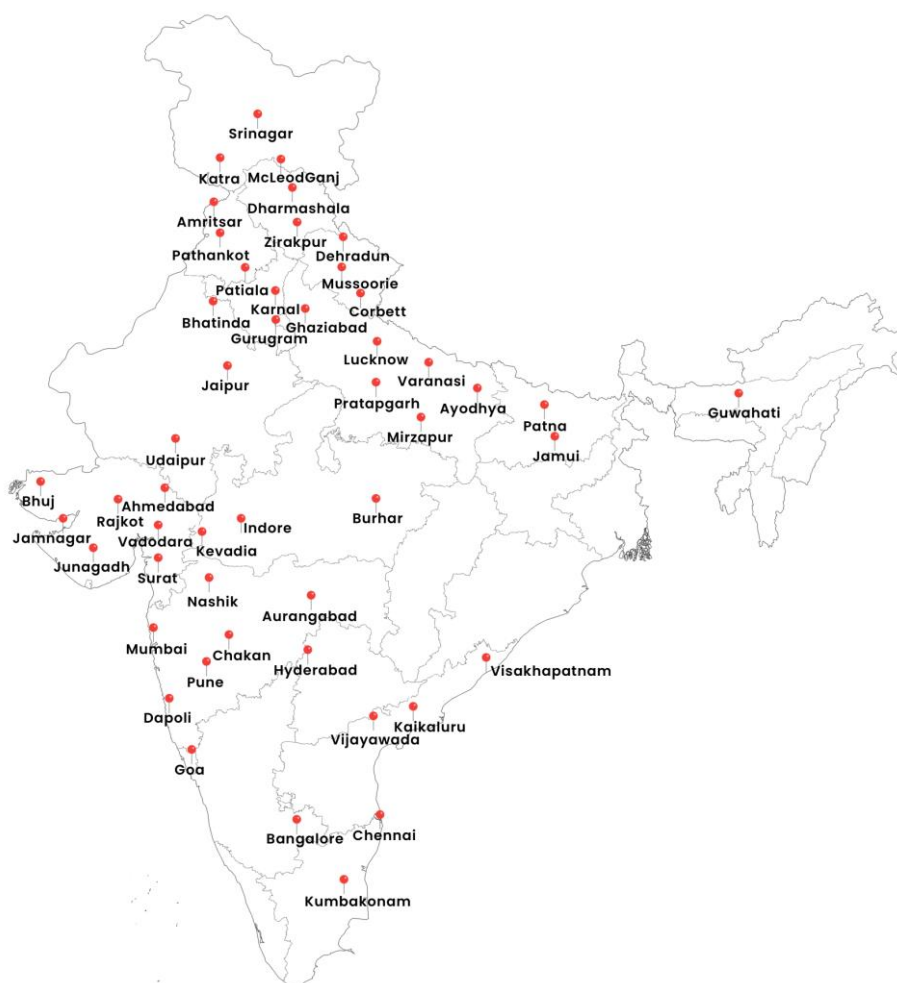 Srinagar
Katra
McLeodGanj
Dharmashala
Amritsar
Zirakpur
Pathankot
Dehradun
Mussoorie
Patiala
Karnal
Corbett
Bhatinda
Ghaziabad
Gurugram
Lucknow
Jaipur
Varanasi
Pratapgarh
Ayodhya
Guwahati
Patna
Mirzapur
Jamui
Udaipur
Bhuj
Ahmedabad
Burhar
Rajkot
Indore
Jamnagar
Vadodara
Kevadia
Junagadh
Surat
Nashik
Aurangabad
Mumbai
Chakan
Hyderabad
Visakhapatnam
Pune
Dapoli
Kaikaluru
Vijayawada
Goa
Chennai
Bangalore
Kumbakonam